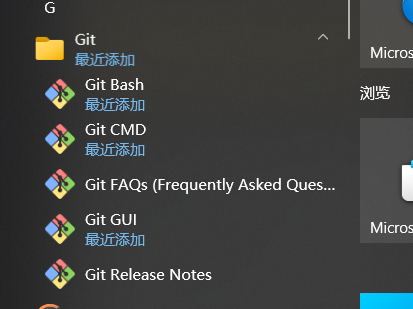 G
Git
最近添加
Git Bash
最近添加
Git CMD
最近添加
Git FAQs (Frequently Asked Ques...
Git GUI
最近添加
Git Release Notes
Micros
浏览
Micros